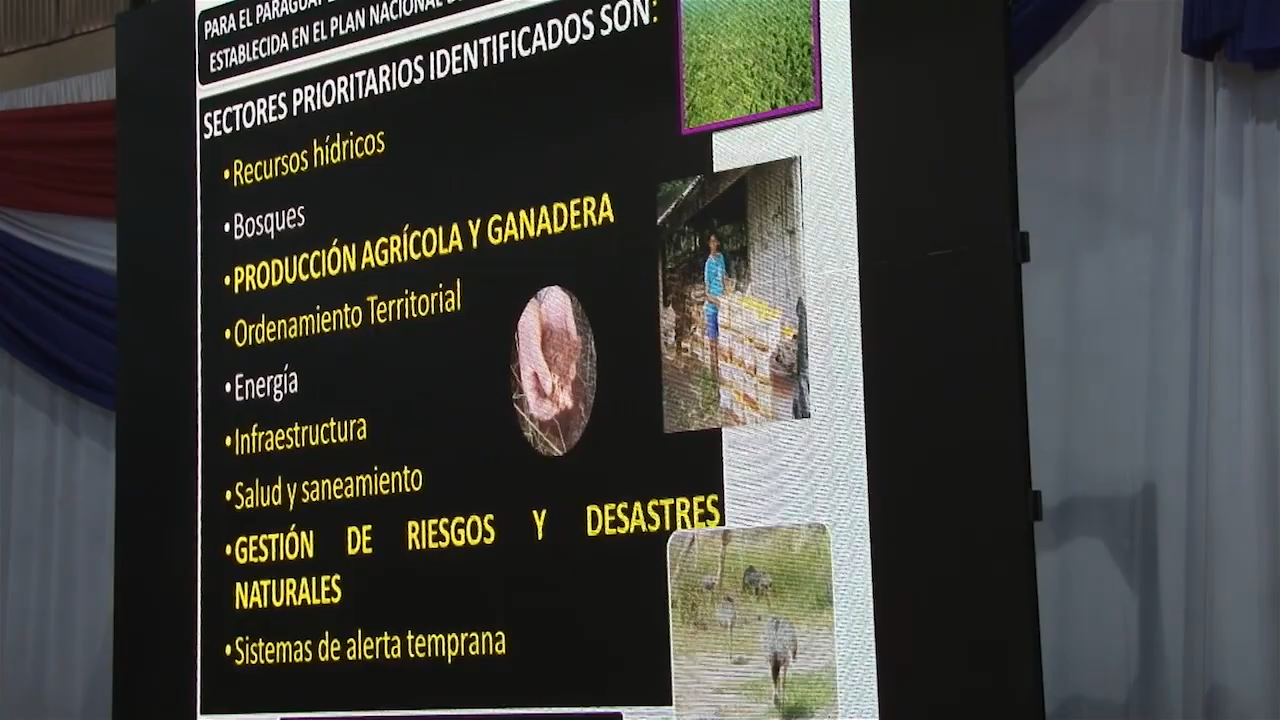 PARA EL PARAGUAY
ESTABLECIDA EN EL PLAN NACIONAL
SECTORES PRIORITARIOS IDENTIFICADOS SON:
•Recursos hídricos
•Bosques
•PRODUCCIÓN AGRÍCOLA Y GANADERA
•Ordenamiento Territorial
•Energía
•Infraestructura
•Salud y saneamiento
•GESTIÓN DE RIESGOS Y DESASTRES
NATURALES
•Sistemas de alerta temprana